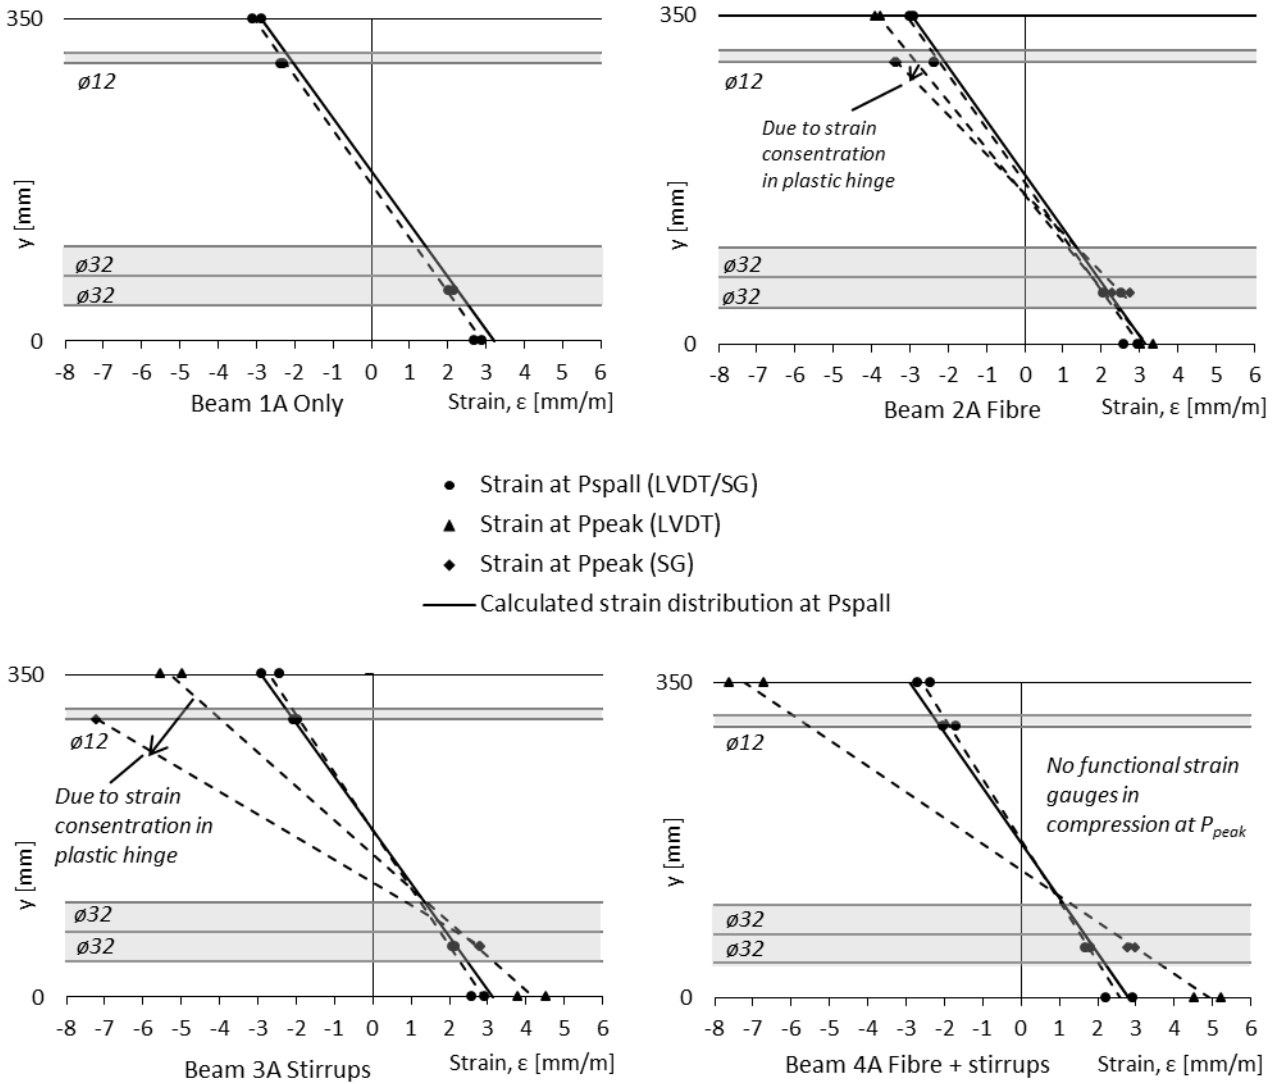 350
ø12
y [mm]
ø32
ø32
0
-8 -7 -6 -5 -4 -3 -2 -1 0 1 2 3 4 5 6
Beam 1A Only
Strain, ε [mm/m]
350
ø12
Due to strain
consentration
in plastic hinge
y [mm]
ø32
ø32
0
-8 -7 -6 -5 -4 -3 -2 -1 0 1 2 3 4 5 6
Beam 2A Fibre
Strain, ε [mm/m]
Strain at Pspall (LVDT/SG)
Strain at Ppeak (LVDT)
Strain at Ppeak (SG)
Calculated strain distribution at Pspall
350
ø12
Due to strain
consentration in
plastic hinge
y [mm]
ø32
ø32
0
-8 -7 -6 -5 -4 -3 -2 -1 0 1 2 3 4 5 6
Beam 3A Stirrups
Strain, ε [mm/m]
350
ø12
No functional strain
gauges in
compression at Ppeak
y [mm]
ø32
ø32
0
-8 -7 -6 -5 -4 -3 -2 -1 0 1 2 3 4 5 6
Beam 4A Fibre + stirrups
Strain, ε [mm/m]